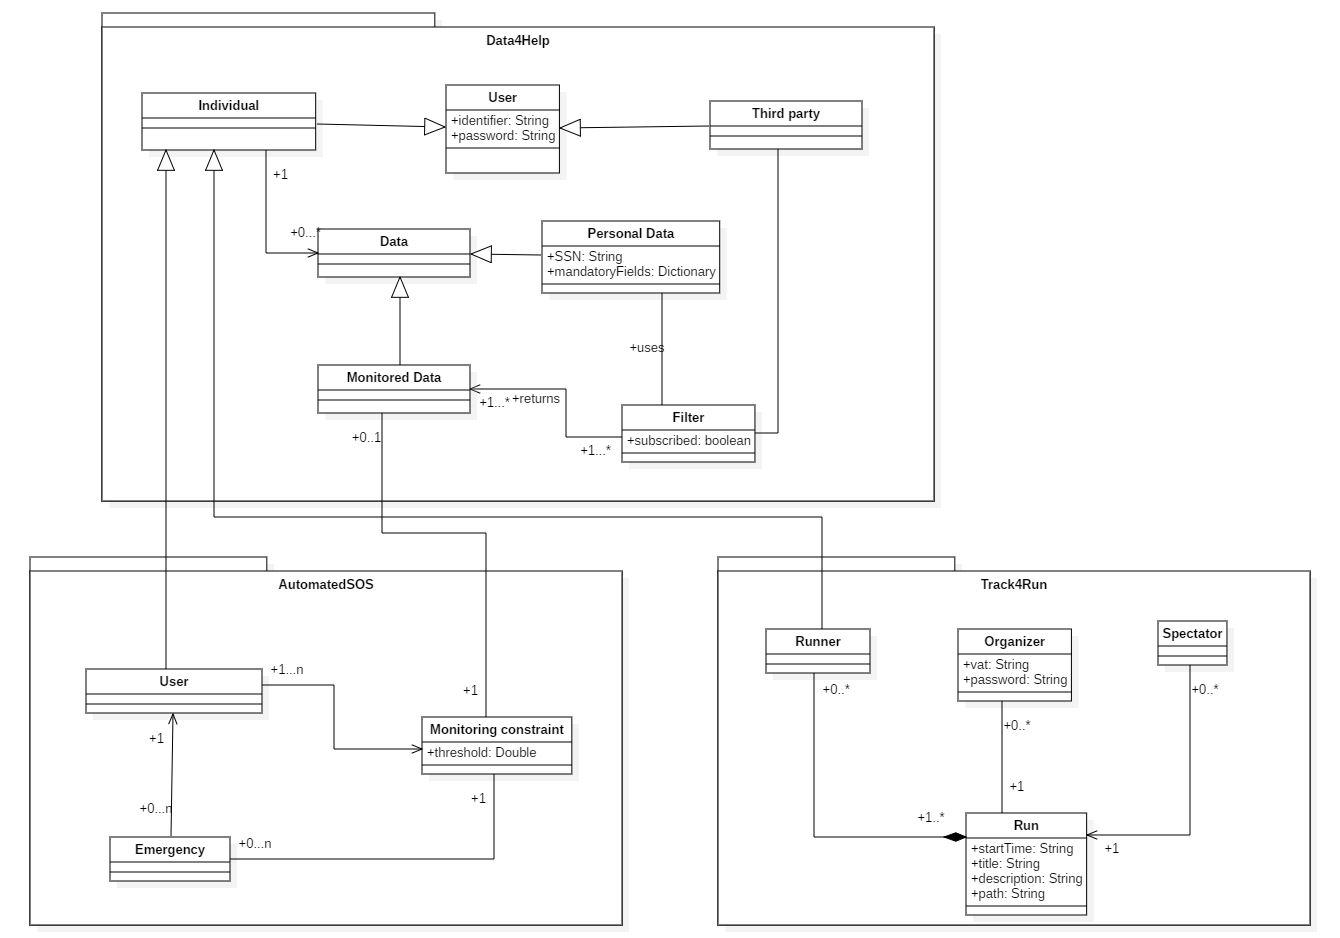 Data4Help
Individual
User
+identifier: String
+password: String
Third party
+1
+0...*
Data
Personal Data
+SSN: String
+mandatoryFields: Dictionary
+uses
Monitored Data
+1...*
+returns
Filter
+subscribed: boolean
+0..1
+1...*
AutomatedSOS
User
+1...n
+1
Monitoring constraint
+threshold: Double
+1
+1
+0...n
Emergency
+0...n
Track4Run
Runner
Organizer
+vat: String
+password: String
Spectator
+0..*
+0..*
+0..*
+1
+1..*
Run
+startTime: String
+title: String
+description: String
+path: String
+1